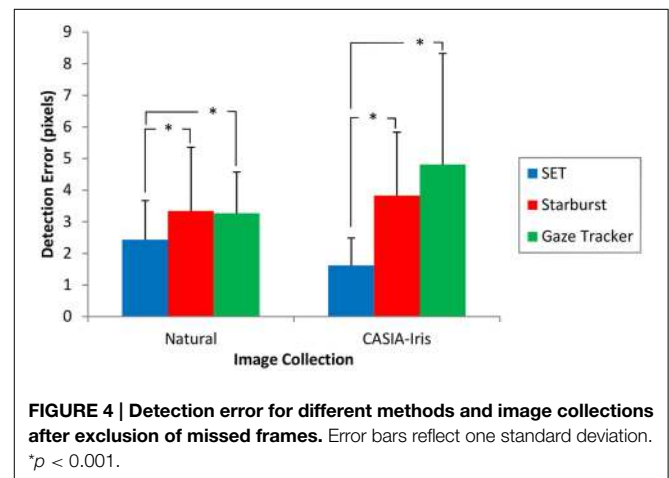 9
8
7
6
5
4
3
2
1
0
Detection Error (pixels)
*
*
*
*
Natural
CASIA-Iris
Image Collection
SET
Starburst
Gaze Tracker
FIGURE 4 | Detection error for different methods and image collections
after exclusion of missed frames. Error bars reflect one standard deviation.
*p < 0.001.